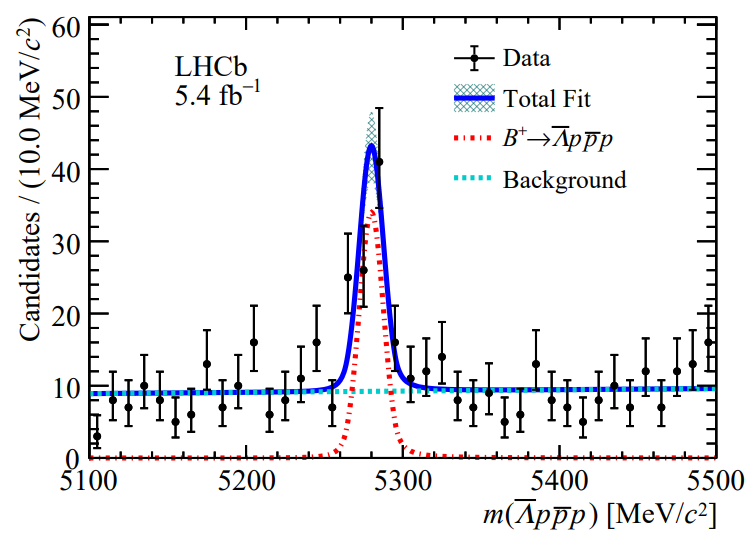 Candidates / (10.0 MeV/c²)
60
50
40
30
20
10
0
LHCb
5.4 fb⁻¹
Data
Total Fit
B⁺→Λ̅pp̅p
Background
5100
5200
5300
5400
5500
m(Λ̅pp̅p) [MeV/c²]